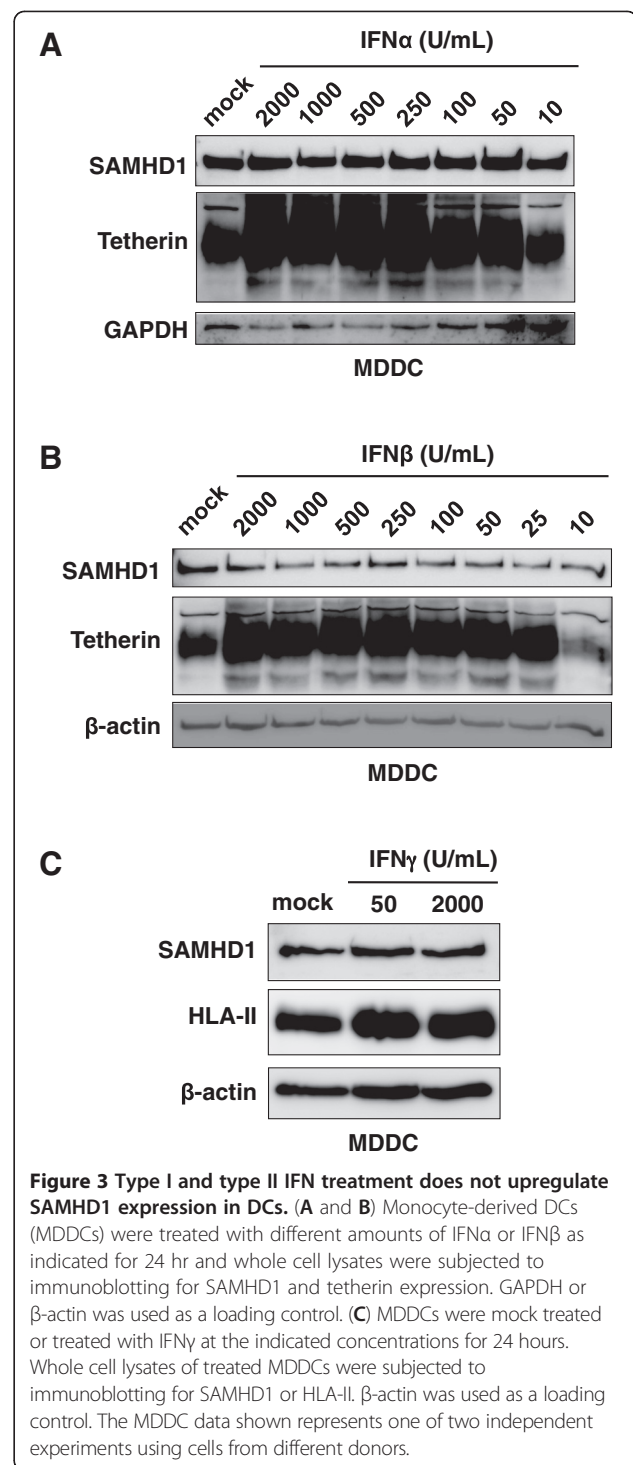 A
IFNα (U/mL)
mock 2000 1000 500 250 100 50 10
SAMHD1
Tetherin
GAPDH
MDDC
B
IFNβ (U/mL)
mock 2000 1000 500 250 100 50 25 10
SAMHD1
Tetherin
β-actin
MDDC
C
IFNγ (U/mL)
mock 50 2000
SAMHD1
HLA-II
β-actin
MDDC
Figure 3 Type I and type II IFN treatment does not upregulate
SAMHD1 expression in DCs. (A and B) Monocyte-derived DCs
(MDDCs) were treated with different amounts of IFNα or IFNβ as
indicated for 24 hr and whole cell lysates were subjected to
immunoblotting for SAMHD1 and tetherin expression. GAPDH or
β-actin was used as a loading control. (C) MDDCs were mock treated
or treated with IFNγ at the indicated concentrations for 24 hours.
Whole cell lysates of treated MDDCs were subjected to
immunoblotting for SAMHD1 or HLA-II. β-actin was used as a loading
control. The MDDC data shown represents one of two independent
experiments using cells from different donors.